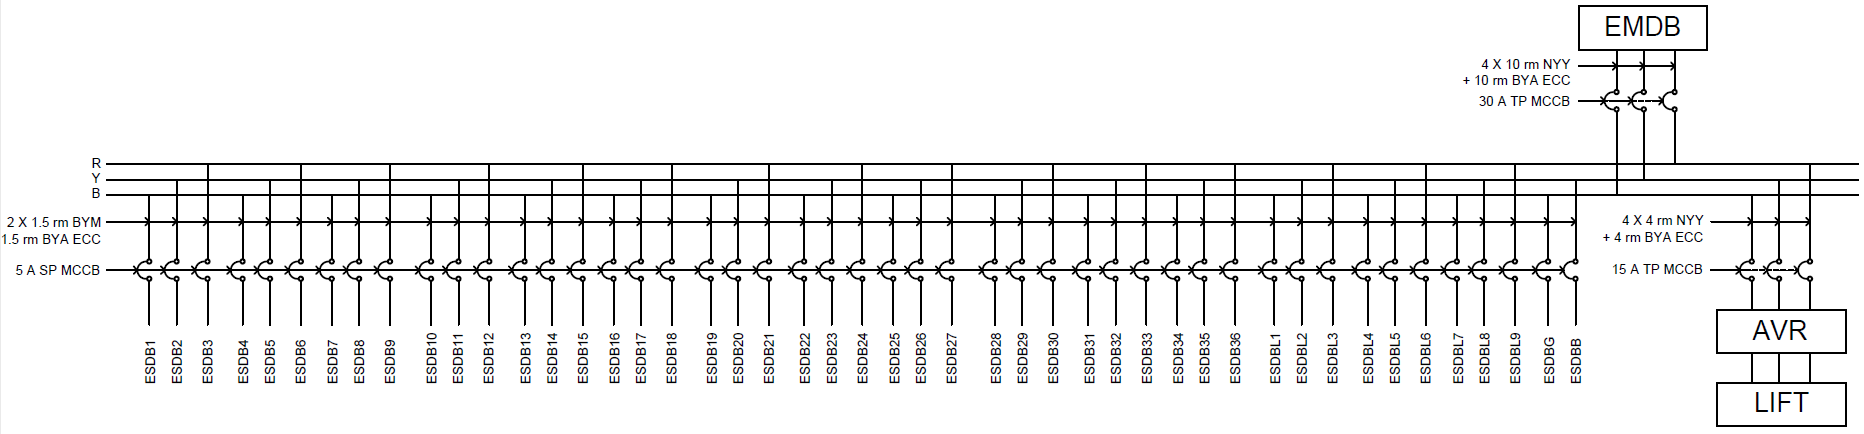 EMDB
4 X 10 rm NYY
+ 10 rm BYA ECC
30 A TP MCCB
R
Y
B
2 X 1.5 rm BYM
1.5 rm BYA ECC
5 A SP MCCB
4 X 4 rm NYY
+ 4 rm BYA ECC
15 A TP MCCB
AVR
LIFT
ESDB1
ESDB2
ESDB3
ESDB4
ESDB5
ESDB6
ESDB7
ESDB8
ESDB9
ESDB10
ESDB11
ESDB12
ESDB13
ESDB14
ESDB15
ESDB16
ESDB17
ESDB18
ESDB19
ESDB20
ESDB21
ESDB22
ESDB23
ESDB24
ESDB25
ESDB26
ESDB27
ESDB28
ESDB29
ESDB30
ESDB31
ESDB32
ESDB33
ESDB34
ESDB35
ESDB36
ESDBL1
ESDBL2
ESDBL3
ESDBL4
ESDBL5
ESDBL6
ESDBL7
ESDBL8
ESDBL9
ESDBG
ESDBB